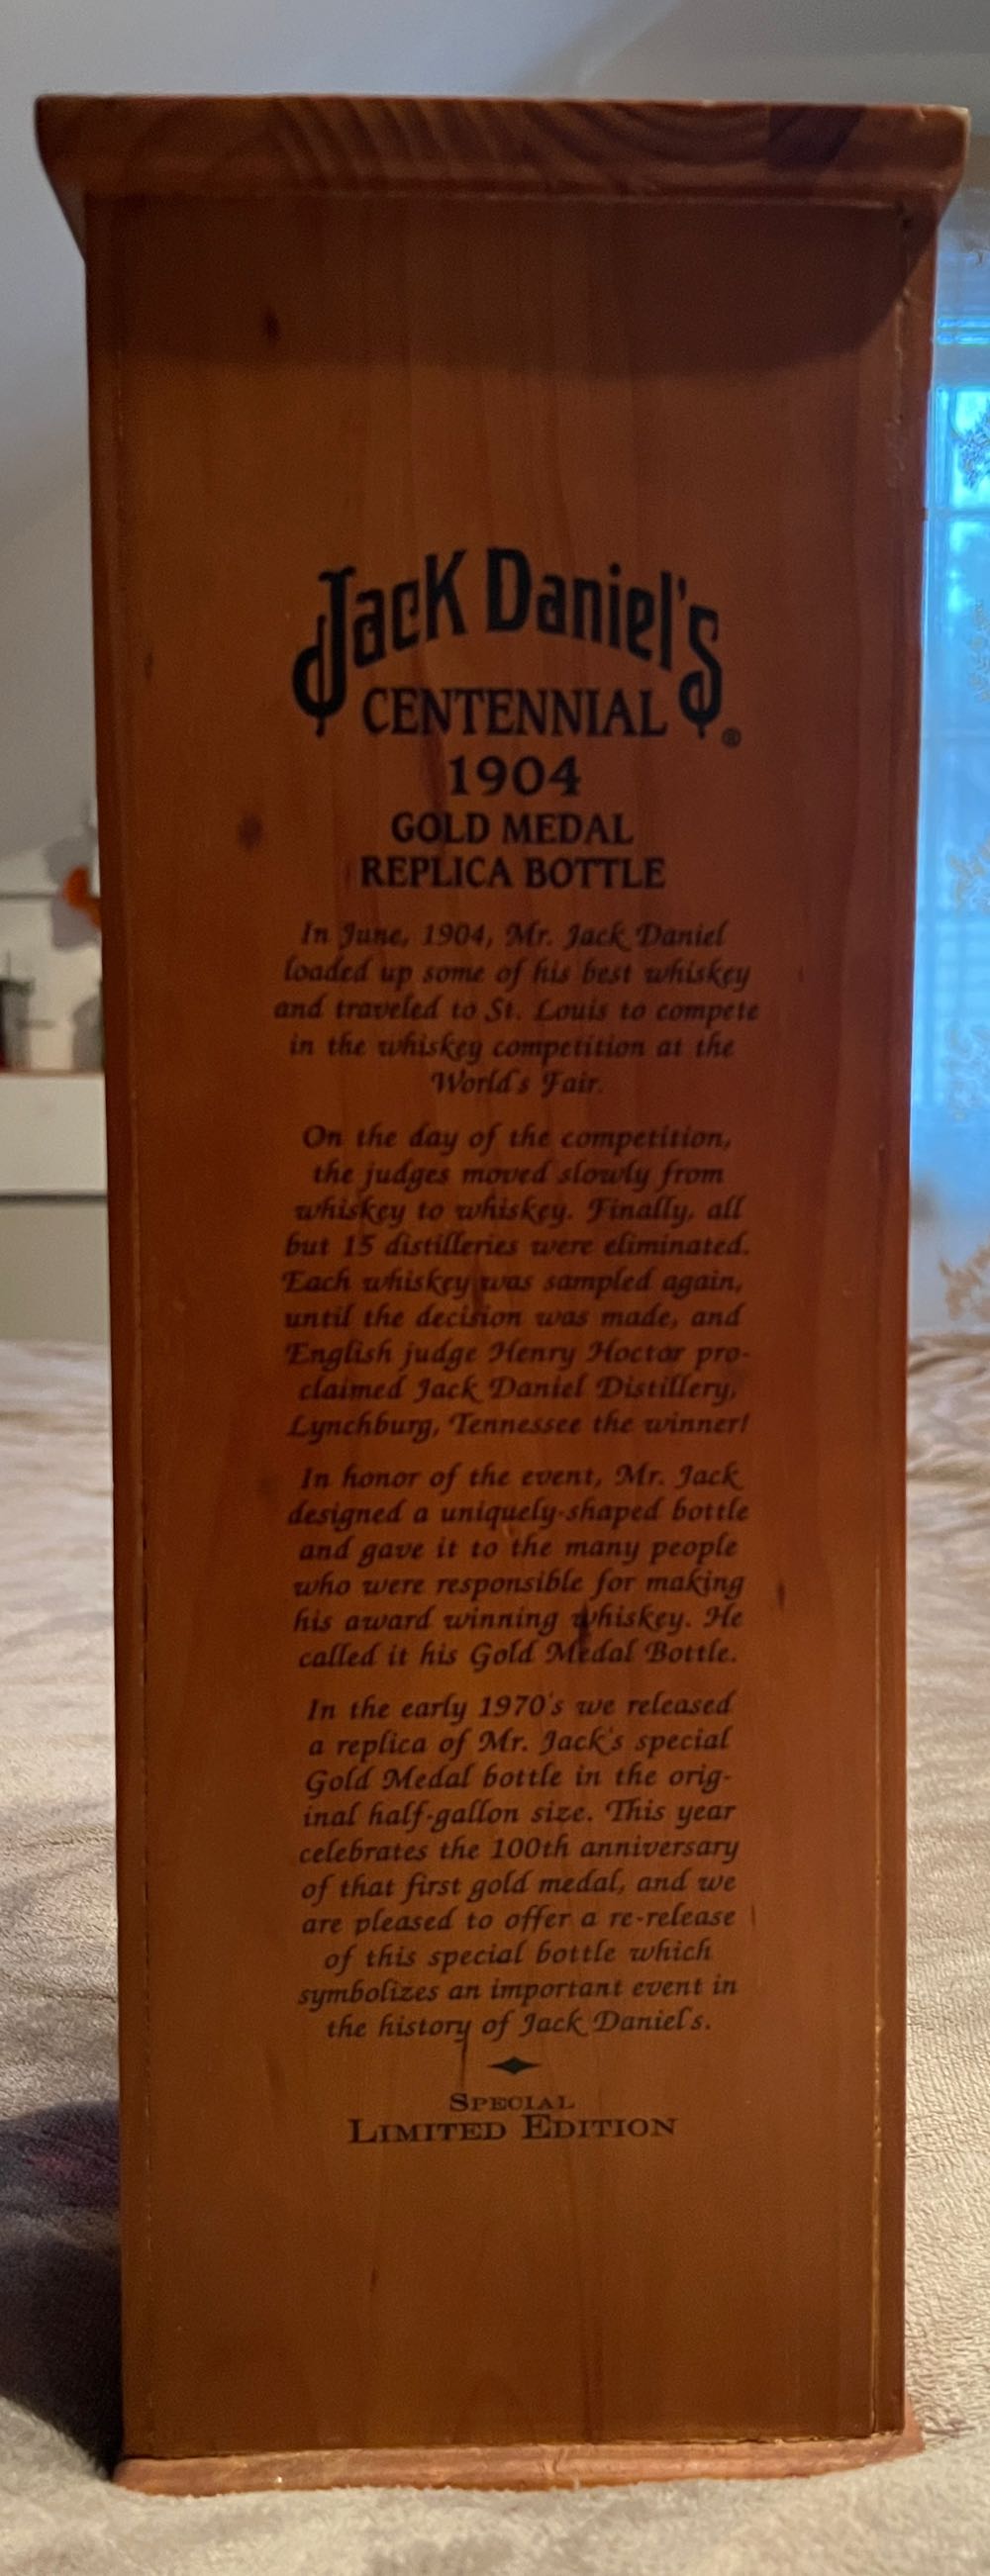 Jack Daniel's
CENTENNIAL ®
1904
GOLD MEDAL
REPLICA BOTTLE
In June, 1904, Mr. Jack Daniel
loaded up some of his best whiskey
and traveled to St. Louis to compete
in the whiskey competition at the
World's Fair.
On the day of the competition,
the judges moved slowly from
whiskey to whiskey. Finally, all
but 15 distilleries were eliminated.
Each whiskey was sampled again,
until the decision was made, and
English judge Henry Hoctor pro-
claimed Jack Daniel Distillery,
Lynchburg, Tennessee the winner!
In honor of the event, Mr. Jack
designed a uniquely-shaped bottle
and gave it to the many people
who were responsible for making
his award winning whiskey. He
called it his Gold Medal Bottle.
In the early 1970's we released
a replica of Mr. Jack's special
Gold Medal bottle in the orig-
inal half-gallon size. This year
celebrates the 100th anniversary
of that first gold medal, and we
are pleased to offer a re-release
of this special bottle which
symbolizes an important event in
the history of Jack Daniel's.
SPECIAL
LIMITED EDITION